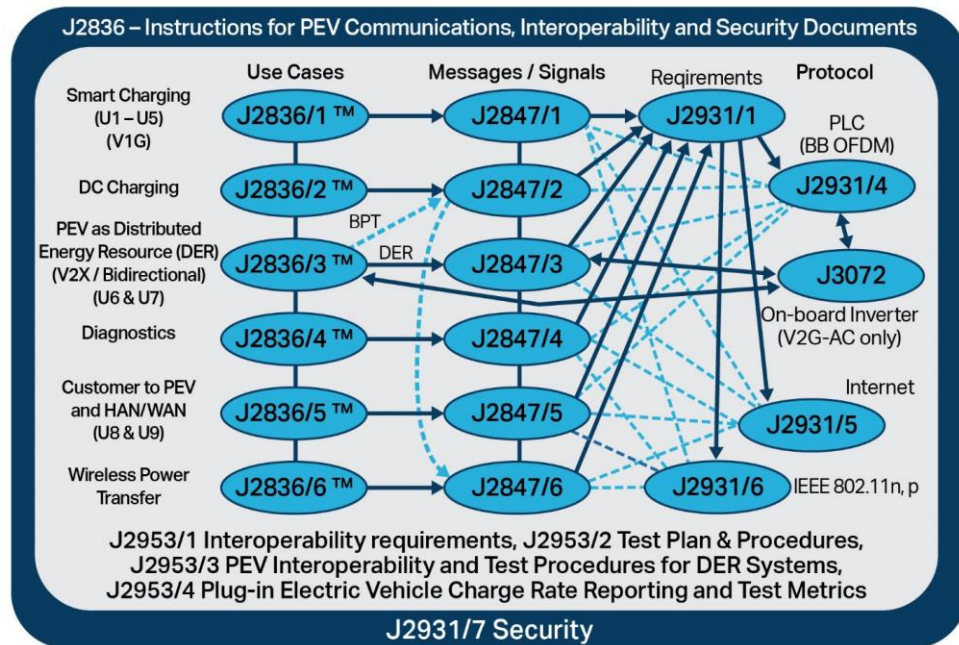 J2836 – Instructions for PEV Communications, Interoperability and Security Documents
Use Cases
Messages / Signals
Reqirements
Protocol
Smart Charging
(U1 – U5)
(V1G)
J2836/1 ™
J2847/1
J2931/1
PLC
(BB OFDM)
DC Charging
J2836/2 ™
J2847/2
J2931/4
BPT
PEV as Distributed
Energy Resource (DER)
(V2X / Bidirectional)
(U6 & U7)
J2836/3 ™
DER
J2847/3
J3072
On-board Inverter
(V2G-AC only)
Diagnostics
J2836/4 ™
J2847/4
Customer to PEV
and HAN/WAN
(U8 & U9)
J2836/5 ™
J2847/5
Internet
J2931/5
Wireless Power
Transfer
J2836/6 ™
J2847/6
J2931/6
IEEE 802.11n, p
J2953/1 Interoperability requirements, J2953/2 Test Plan & Procedures,
J2953/3 PEV Interoperability and Test Procedures for DER Systems,
J2953/4 Plug-in Electric Vehicle Charge Rate Reporting and Test Metrics
J2931/7 Security